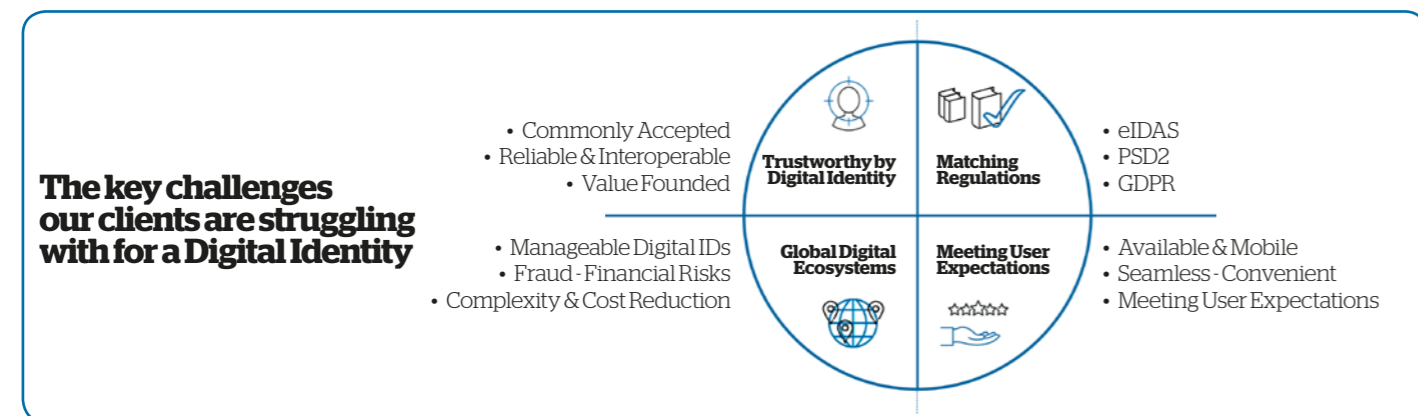 The key challenges
our clients are struggling
with for a Digital Identity
• Commonly Accepted
• Reliable & Interoperable
• Value Founded
Trustworthy by
Digital Identity
Matching
Regulations
• eIDAS
• PSD2
• GDPR
• Manageable Digital IDs
• Fraud - Financial Risks
• Complexity & Cost Reduction
Global Digital
Ecosystems
Meeting User
Expectations
• Available & Mobile
• Seamless - Convenient
• Meeting User Expectations